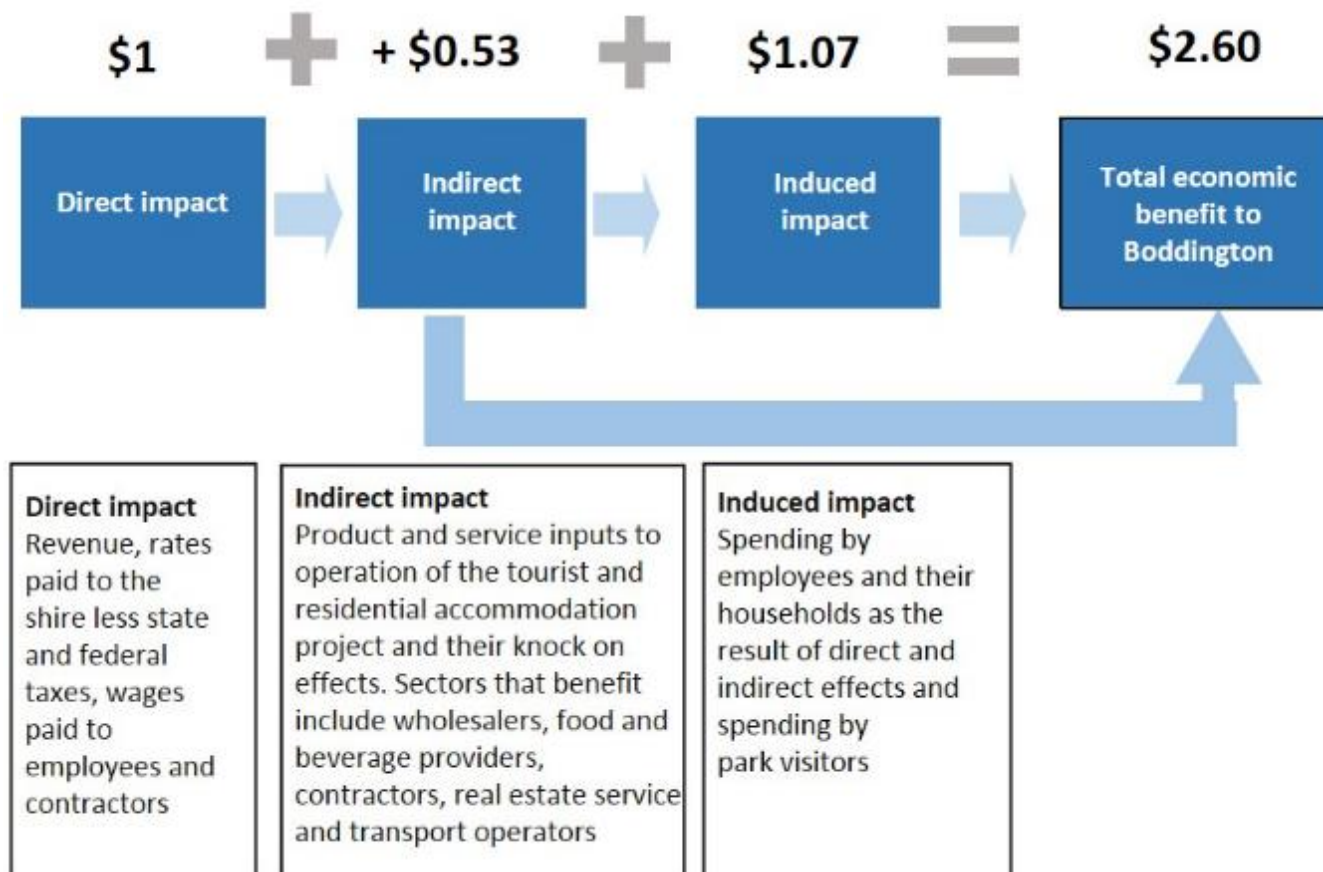 $1 + + $0.53 + $1.07 = $2.60
Direct impact
Indirect
impact
Induced
impact
Total economic
benefit to
Boddington
Direct impact
Revenue, rates
paid to the
shire less state
and federal
taxes, wages
paid to
employees and
contractors
Indirect impact
Product and service inputs to
operation of the tourist and
residential accommodation
project and their knock on
effects. Sectors that benefit
include wholesalers, food and
beverage providers,
contractors, real estate service
and transport operators
Induced impact
Spending by
employees and their
households as the
result of direct and
indirect effects and
spending by
park visitors